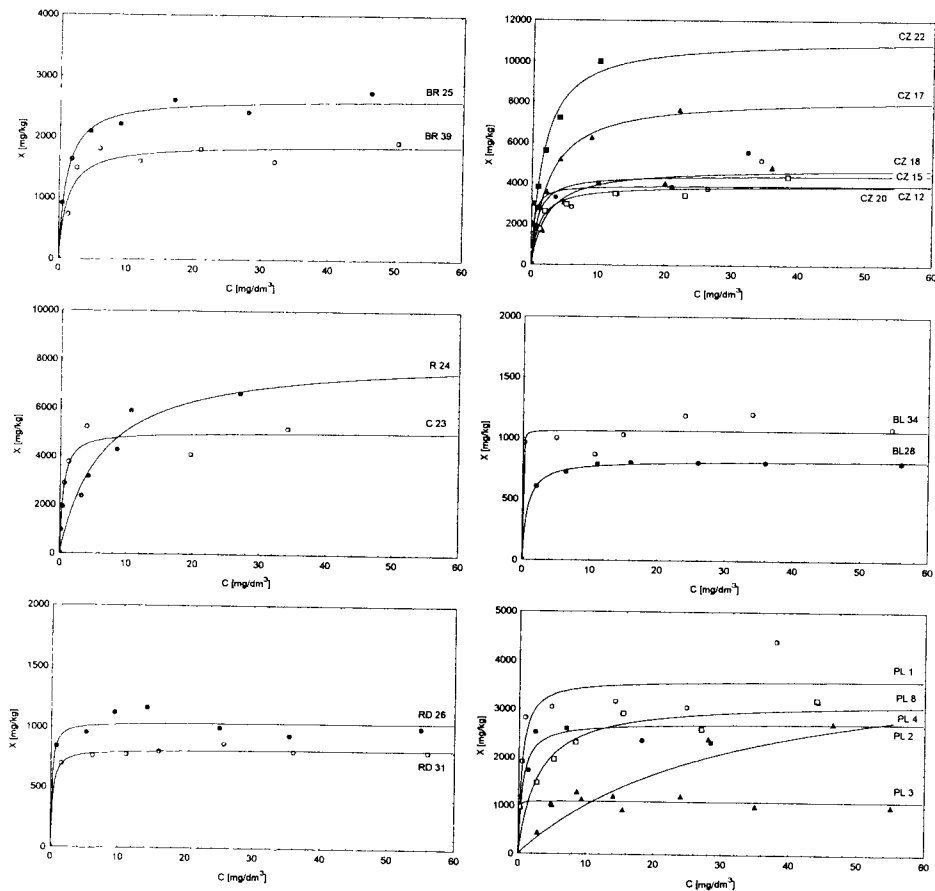 4000
3000
2000
1000
0
X [mg/kg]
BR 25
BR 39
0 10 20 30 40 50 60
C [mg/dm³]
12000
10000
8000
6000
4000
2000
0
X [mg/kg]
CZ 22
CZ 17
CZ 18
CZ 15
CZ 20 CZ 12
0 10 20 30 40 50 60
C [mg/dm³]
10000
8000
6000
4000
2000
0
X [mg/kg]
R 24
C 23
0 10 20 30 40 50 60
C [mg/dm³]
2000
1500
1000
500
0
X [mg/kg]
BL 34
BL28
0 10 20 30 40 50 60
C [mg/dm³]
2000
1500
1000
500
0
X [mg/kg]
RD 26
RD 31
0 10 20 30 40 50 60
C [mg/dm³]
5000
4000
3000
2000
1000
0
X [mg/kg]
PL 1
PL 8
PL 4
PL 2
PL 3
0 10 20 30 40 50 60
C [mg/dm³]